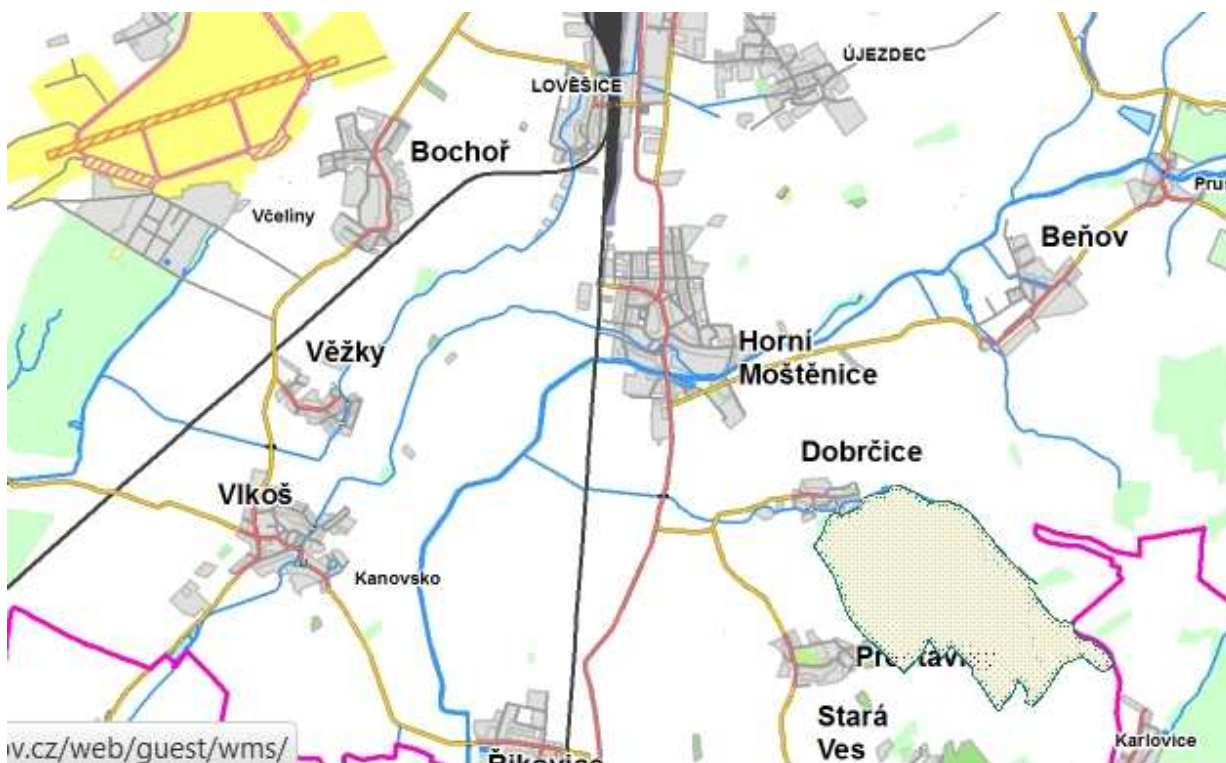 ÚJEZDEC
LOVĚŠICE
Bochoř
Včeliny
Beňov
Věžky
Horní
Moštěnice
Dobrčice
Vlkoš
Kanovsko
Stará
Ves
Karlovice
v.cz/web/guest/wms/